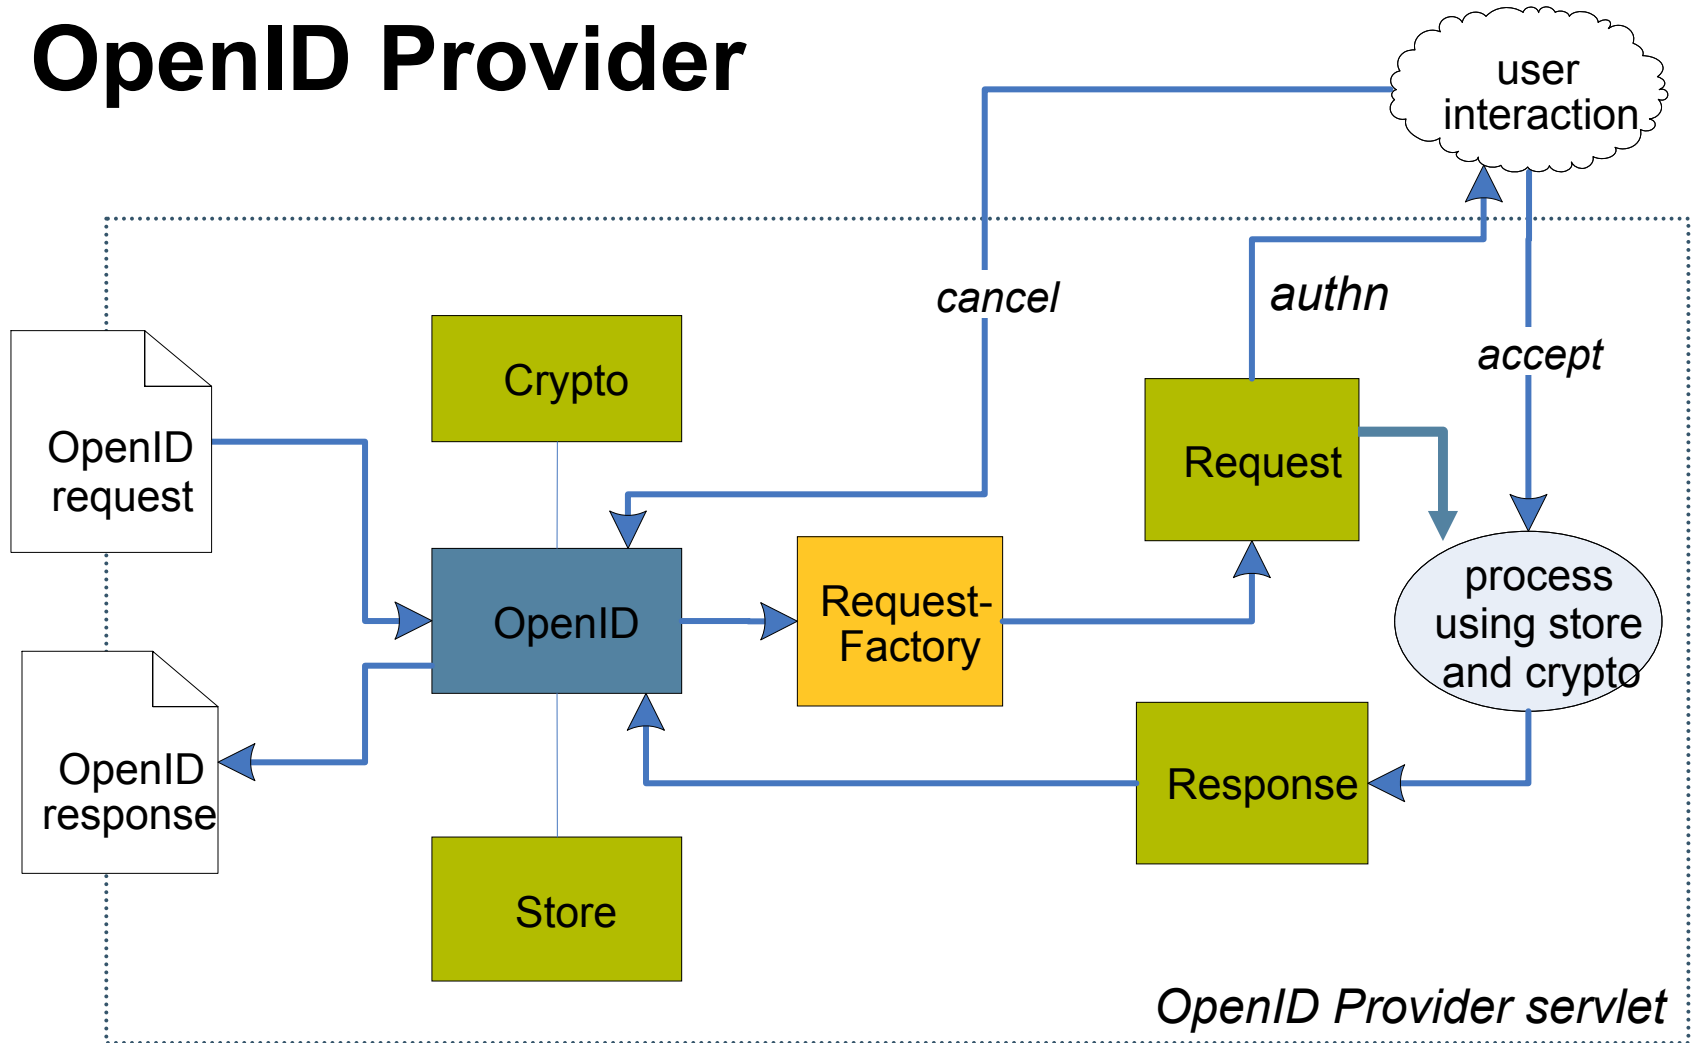 OpenID Provider
user
interaction
cancel
authn
accept
Crypto
OpenID
request
Request
OpenID
Request-
Factory
process
using store
and crypto
OpenID
response
Response
Store
OpenID Provider servlet